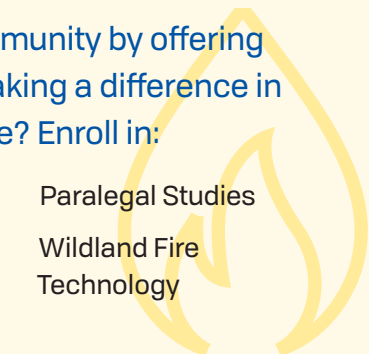 munity by offering
aking a difference in
e? Enroll in:
Paralegal Studies
Wildland Fire
Technology